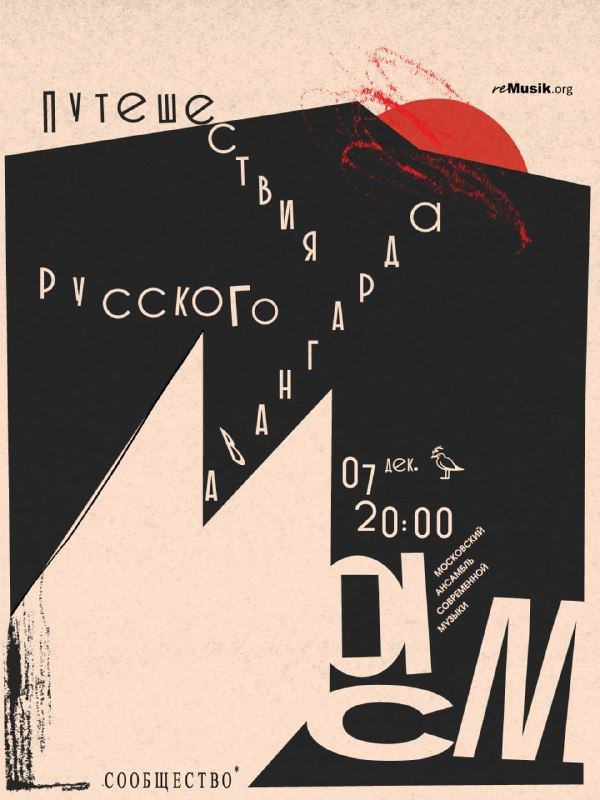 reMusik.org
Путешествия
русского
авангарда
07 дек.
20:00
МОСКОВСКИЙ
АНСАМБЛЬ
СОВРЕМЕННОЙ
МУЗЫКИ
МАСМ
.СООБЩЕСТВО*